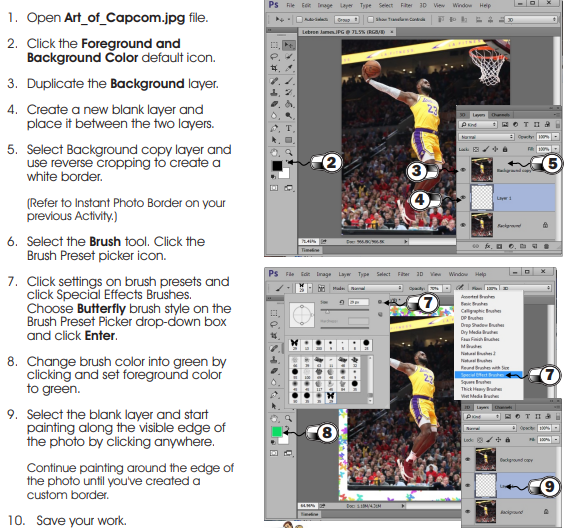 1. Open Art_of_Capcom.jpg file.
2. Click the Foreground and
Background Color default icon.
3. Duplicate the Background layer.
4. Create a new blank layer and
place it between the two layers.
5. Select Background copy layer and
use reverse cropping to create a
white border.
(Refer to Instant Photo Border on your
previous Activity.)
6. Select the Brush tool. Click the
Brush Preset picker icon.
7. Click settings on brush presets and
click Special Effects Brushes.
Choose Butterfly brush style on the
Brush Preset Picker drop-down box
and click Enter.
8. Change brush color into green by
clicking and set foreground color
to green.
9. Select the blank layer and start
painting along the visible edge of
the photo by clicking anywhere.
Continue painting around the edge of
the photo until you've created a
custom border.
10. Save your work.
Ps File Edit Image Layer Type Select Filter 3D View Window Help
Auto-Select: Group Show Transform Controls 3D
Lebron James.JPG @ 71.5% (RGB/8)
LA FITNESS
23
3D Layers Channels
Kind
Normal Opacity: 100%
Lock: Fill: 100%
Background copy
Layer 1
Background
2
3
4
5
71.46% Doc: 966.8K/966.8K
Timeline
Ps File Edit Image Layer Type Select Filter 3D View Window Help
Mode: Normal Opacity: 70% Flow: 100%
Size: 29 px
7
Assorted Brushes
Basic Brushes
Calligraphic Brushes
DP Brushes
Drop Shadow Brushes
Dry Media Brushes
Faux Finish Brushes
M Brushes
Natural Brushes 2
Natural Brushes
Round Brushes with Size
Special Effect Brushes
Square Brushes
Thick Heavy Brushes
Wet Media Brushes
7
23
8
3D Layers Channels
Kind
Normal Opacity: 100%
Lock: Fill: 100%
Background copy
9
Background
64.96% Doc: 1.18M/4.31M
Timeline